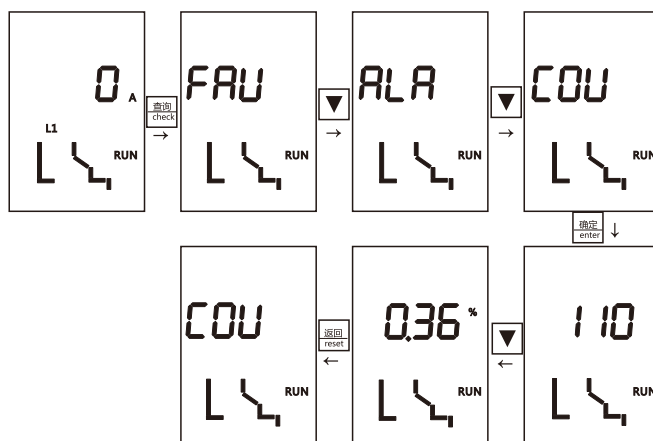 0 A
L1
RUN
查询
check
→
FAU
RUN
▼
→
ALA
RUN
▼
→
COU
RUN
确定
enter
↓
110
RUN
▼
←
0.36 %
RUN
返回
reset
←
COU
RUN